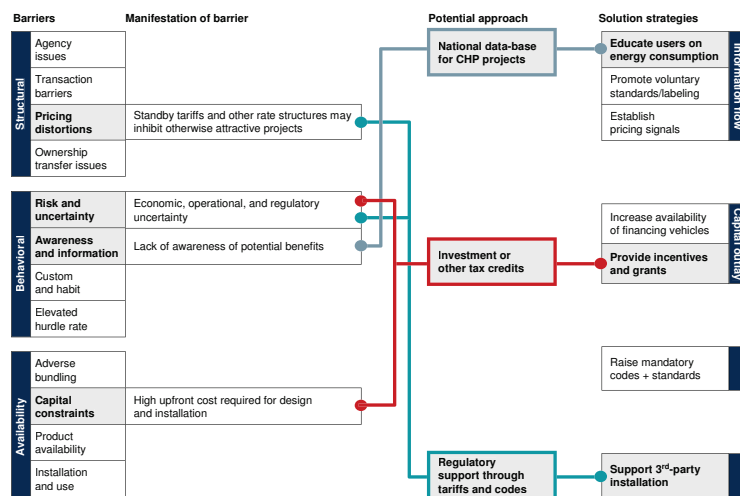 Barriers
Manifestation of barrier
Potential approach
Solution strategies
Structural
Agency
issues
Transaction
barriers
Pricing
distortions
Standby tariffs and other rate structures may
inhibit otherwise attractive projects
Ownership
transfer issues
Behavioral
Risk and
uncertainty
Economic, operational, and regulatory
uncertainty
Awareness
and information
Lack of awareness of potential benefits
Custom
and habit
Elevated
hurdle rate
Availability
Adverse
bundling
Capital
constraints
High upfront cost required for design
and installation
Product
availability
Installation
and use
National data-base
for CHP projects
Investment or
other tax credits
Regulatory
support through
tariffs and codes
Educate users on
energy consumption
Promote voluntary
standards/labeling
Establish
pricing signals
Information flow
Increase availability
of financing vehicles
Provide incentives
and grants
Capital outlay
Raise mandatory
codes + standards
Support 3rd-party
installation